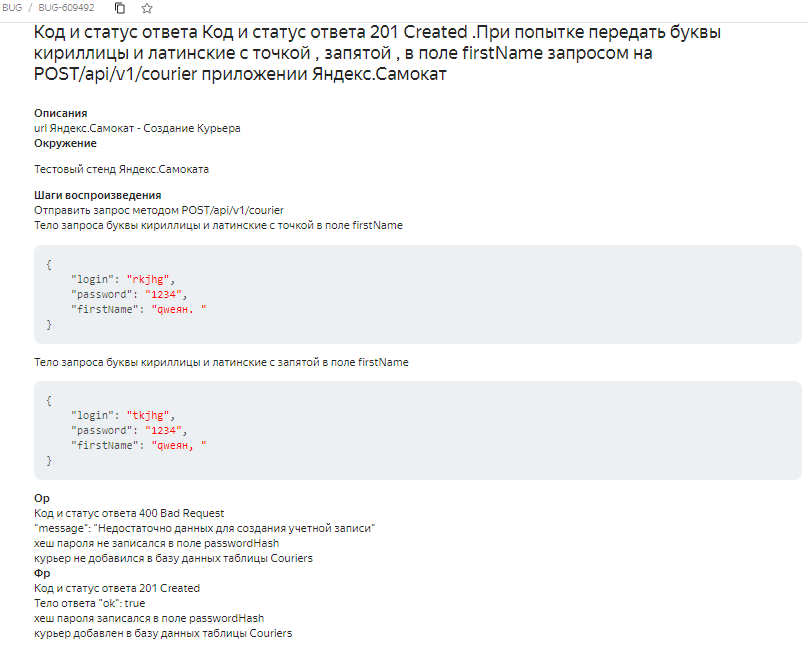 BUG / BUG-609492
Код и статус ответа Код и статус ответа 201 Created .При попытке передать буквы
кириллицы и латинские с точкой , запятой , в поле firstName запросом на
POST/api/v1/courier приложении Яндекс.Самокат
Описания
url Яндекс.Самокат - Создание Курьера
Окружение
Тестовый стенд Яндекс.Самоката
Шаги воспроизведения
Отправить запрос методом POST/api/v1/courier
Тело запроса буквы кириллицы и латинские с точкой в поле firstName
{
"login": "rkjhg",
"password": "1234",
"firstName": "qweян. "
}
Тело запроса буквы кириллицы и латинские с запятой в поле firstName
{
"login": "tkjhg",
"password": "1234",
"firstName": "qweян, "
}
Ор
Код и статус ответа 400 Bad Request
"message": "Недостаточно данных для создания учетной записи"
хеш пароля не записался в поле passwordHash
курьер не добавился в базу данных таблицы Couriers
Фр
Код и статус ответа 201 Created
Тело ответа "ok": true
хеш пароля записался в поле passwordHash
курьер добавлен в базу данных таблицы Couriers